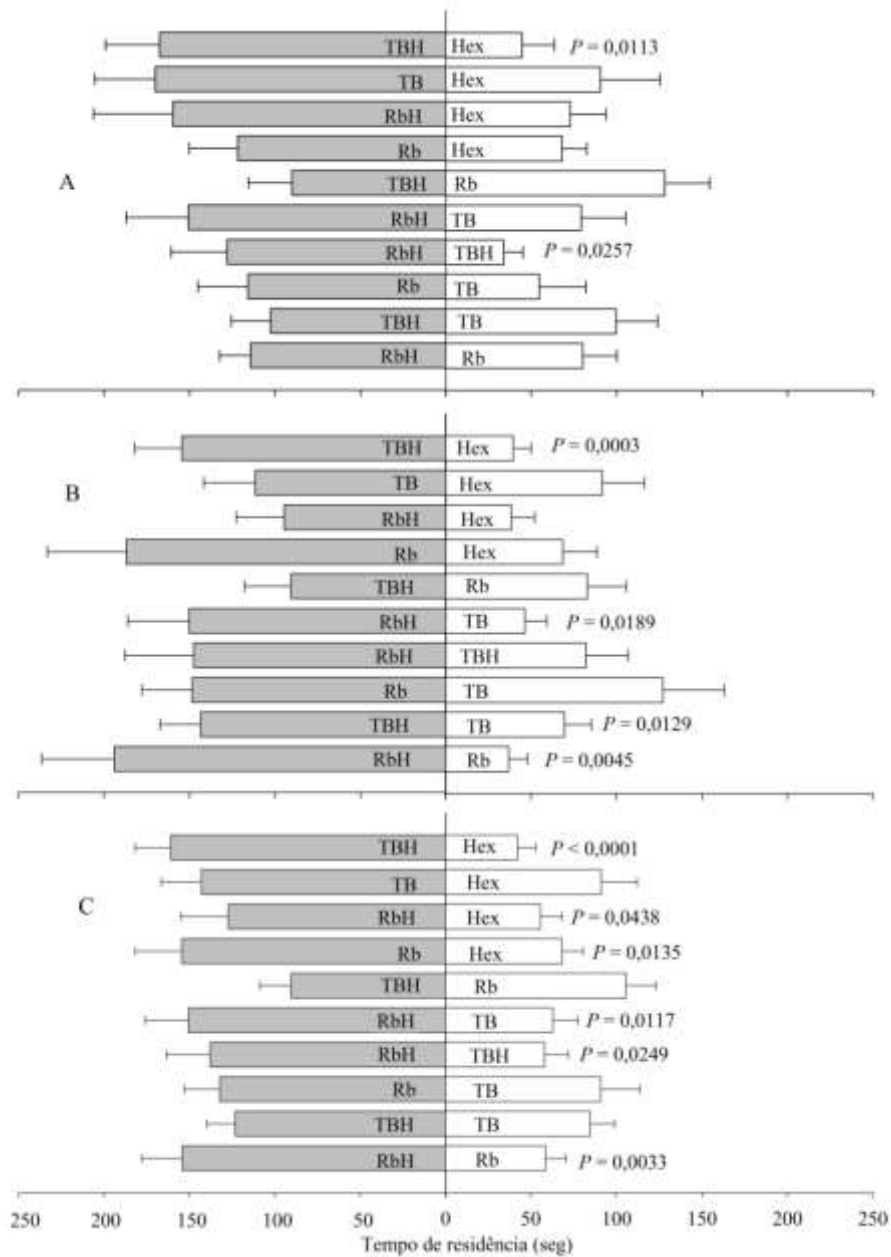 TBH Hex P = 0,0113
TB Hex
RbH Hex
Rb Hex
A TBH Rb
RbH TB
RbH TBH P = 0,0257
Rb TB
TBH TB
RbH Rb
TBH Hex P = 0,0003
TB Hex
B RbH Hex
Rb Hex
TBH Rb
RbH TB P = 0,0189
RbH TBH
Rb TB
TBH TB P = 0,0129
RbH Rb P = 0,0045
TBH Hex P < 0,0001
TB Hex
C RbH Hex P = 0,0438
Rb Hex P = 0,0135
TBH Rb
RbH TB P = 0,0117
RbH TBH P = 0,0249
Rb TB
TBH TB
RbH Rb P = 0,0033
250 200 150 100 50 0 50 100 150 200 250
Tempo de residência (seg)